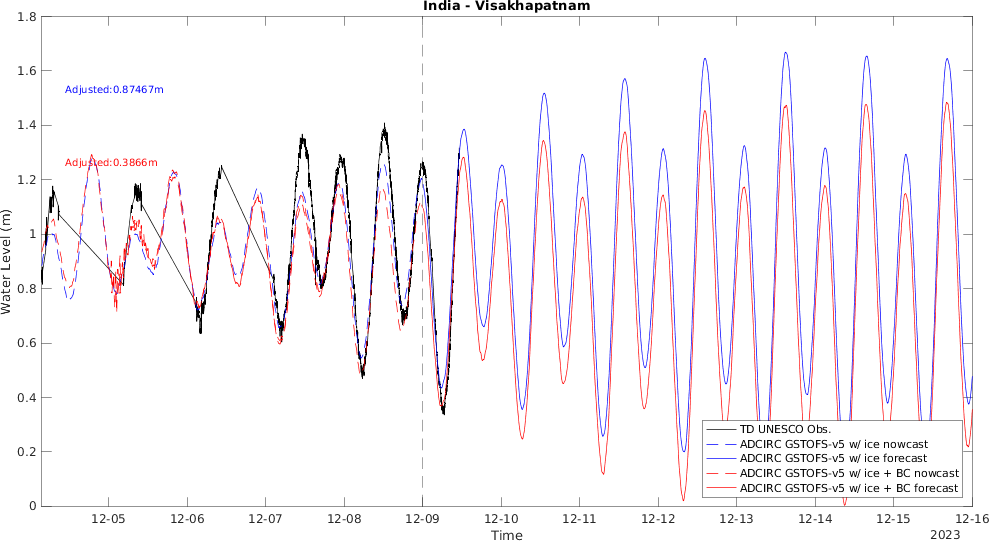 India - Visakhapatnam
1.8
1.6
1.4
1.2
1
0.8
0.6
0.4
0.2
0
Water Level (m)
Adjusted:0.87467m
Adjusted:0.3866m
TD UNESCO Obs.
ADCIRC GSTOFS-v5 w/ ice nowcast
ADCIRC GSTOFS-v5 w/ ice forecast
ADCIRC GSTOFS-v5 w/ ice + BC nowcast
ADCIRC GSTOFS-v5 w/ ice + BC forecast
12-05 12-06 12-07 12-08 12-09 12-10 12-11 12-12 12-13 12-14 12-15 12-16
Time
2023